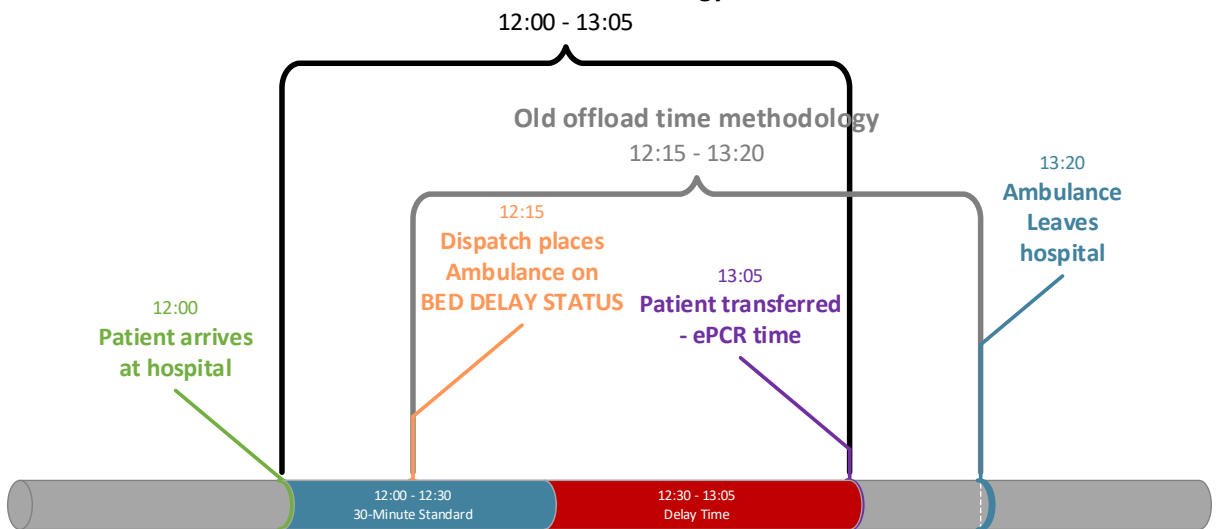 12:00 - 13:05
Old offload time methodology
12:15 - 13:20
13:20
Ambulance
Leaves
hospital
12:15
Dispatch places
Ambulance on
BED DELAY STATUS
13:05
Patient transferred
- ePCR time
12:00
Patient arrives
at hospital
12:00 - 12:30
30-Minute Standard
12:30 - 13:05
Delay Time